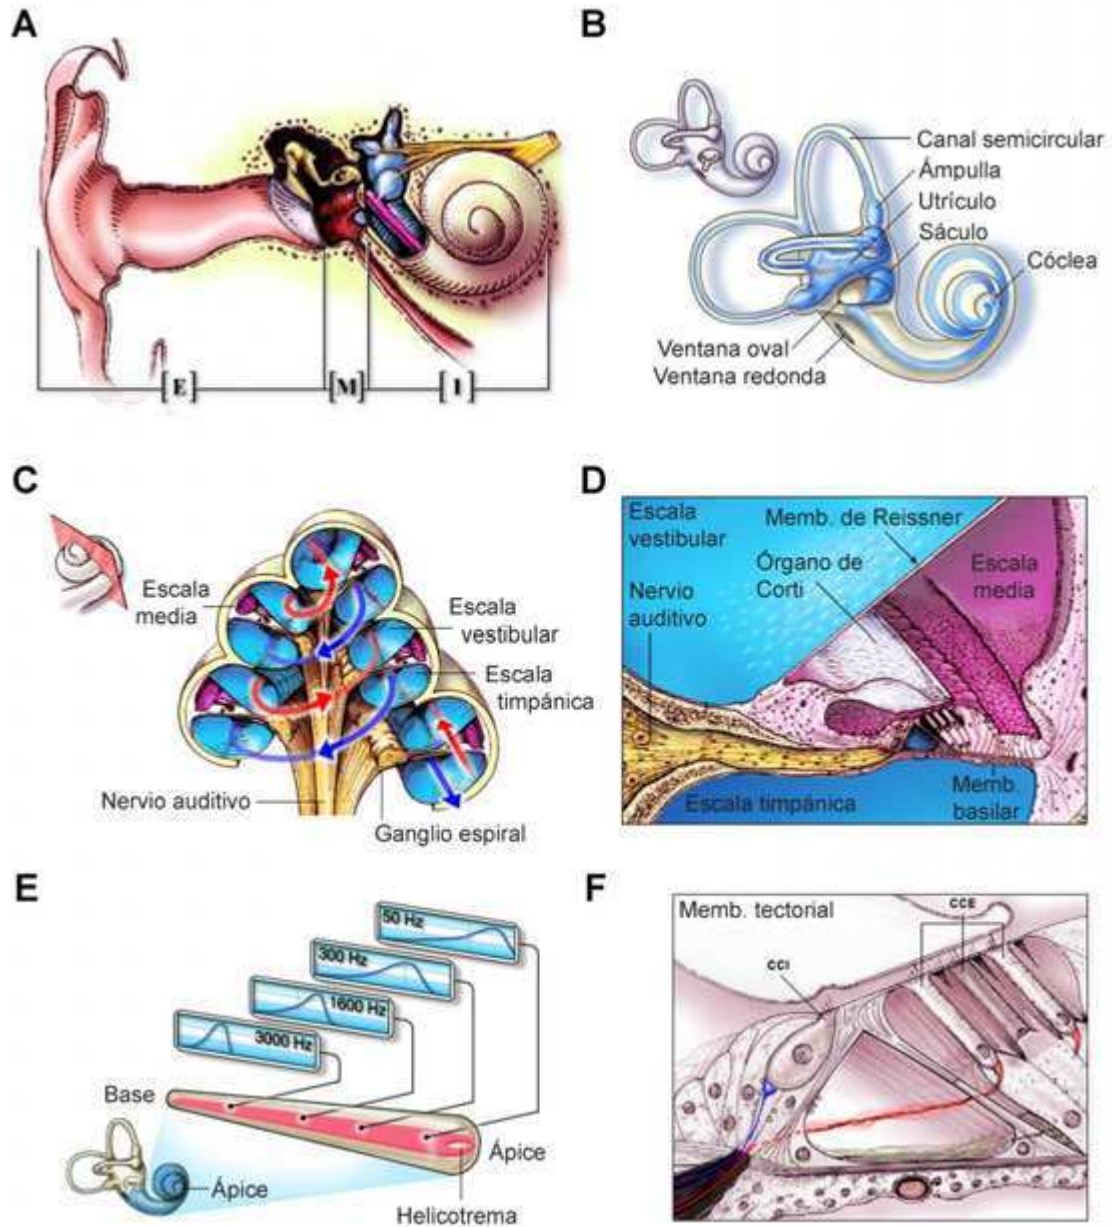 A
[E]
[M]
[I]
B
Canal semicircular
Ámpulla
Utrículo
Sáculo
Cóclea
Ventana oval
Ventana redonda
C
Escala
media
Escala
vestibular
Escala
timpánica
Nervio auditivo
Ganglio espiral
D
Escala
vestibular
Memb. de Reissner
Órgano de
Corti
Escala
media
Nervio
auditivo
Memb.
basilar
Escala timpánica
E
50 Hz
300 Hz
1600 Hz
3000 Hz
Base
Ápice
Ápice
Helicotrema
F
Memb. tectorial
CCE
CCI